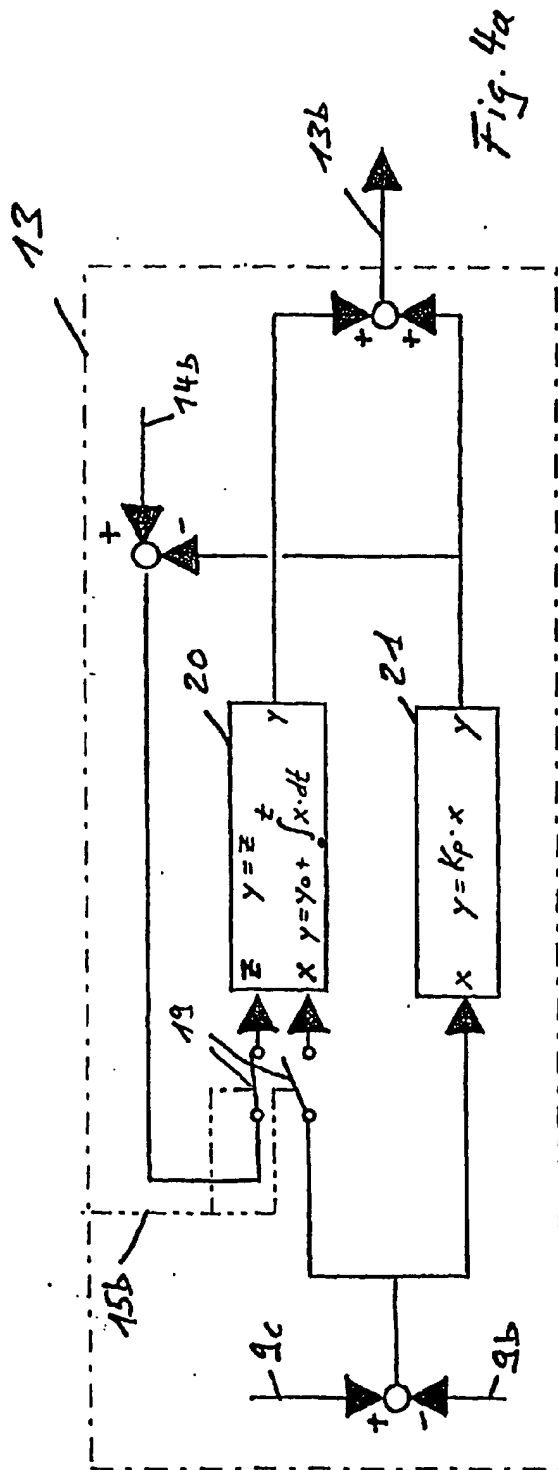 13
15b
19
20
14b
+
-
z y=z
x y=y₀+∫x·dt
t
y
+
+
13b
9c
+
-
9b
21
x y=Kp·x y
Fig. 4a